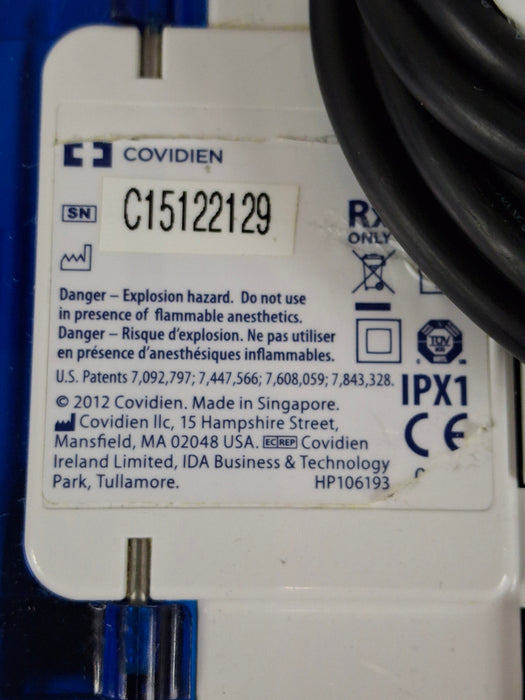 COVIDIEN
SN C15122129
RX
ONLY
Danger – Explosion hazard. Do not use
in presence of flammable anesthetics.
Danger – Risque d'explosion. Ne pas utiliser
en présence d'anesthésiques inflammables.
U.S. Patents 7,092,797; 7,447,566; 7,608,059; 7,843,328.
TUV
IPX1
© 2012 Covidien. Made in Singapore.
Covidien llc, 15 Hampshire Street,
Mansfield, MA 02048 USA. EC REP Covidien
Ireland Limited, IDA Business & Technology
Park, Tullamore. HP106193
CE